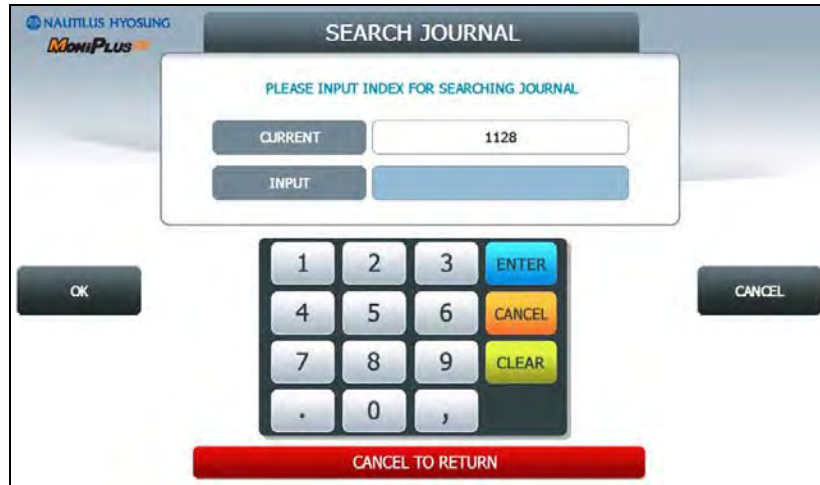 NAUTILUS HYOSUNG
MONiPLUS
SEARCH JOURNAL
PLEASE INPUT INDEX FOR SEARCHING JOURNAL
CURRENT 1128
INPUT
1 2 3 ENTER
OK
CANCEL
4 5 6 CANCEL
7 8 9 CLEAR
. 0 ,
CANCEL TO RETURN